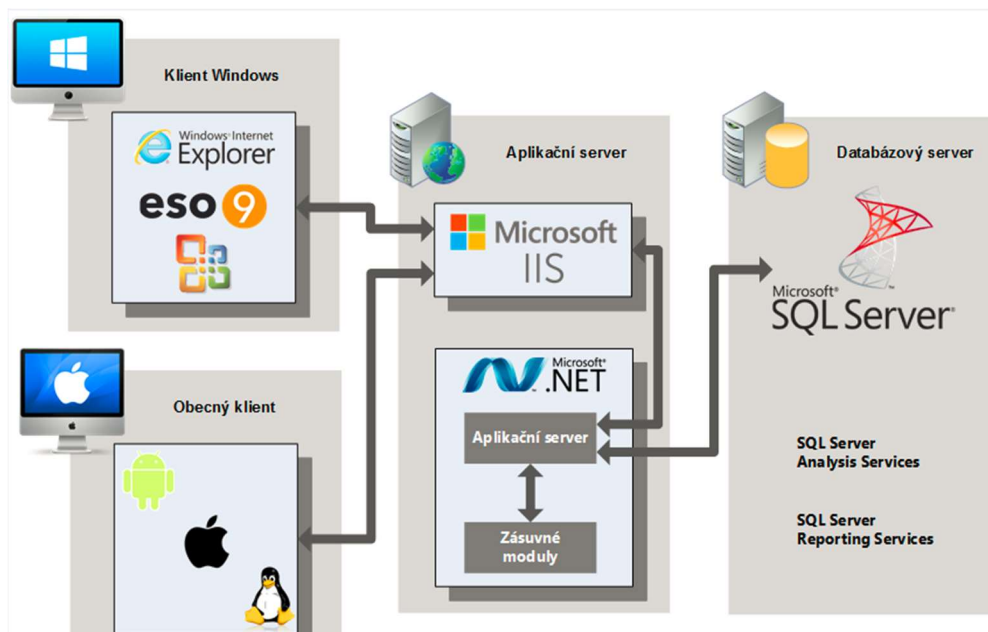 Klient Windows
Windows® Internet
Explorer
eso 9
Obecný klient
Aplikační server
Microsoft
IIS
Microsoft®
.NET
Aplikační server
Zásuvné
moduly
Databázový server
Microsoft®
SQL Server®
SQL Server
Analysis Services
SQL Server
Reporting Services